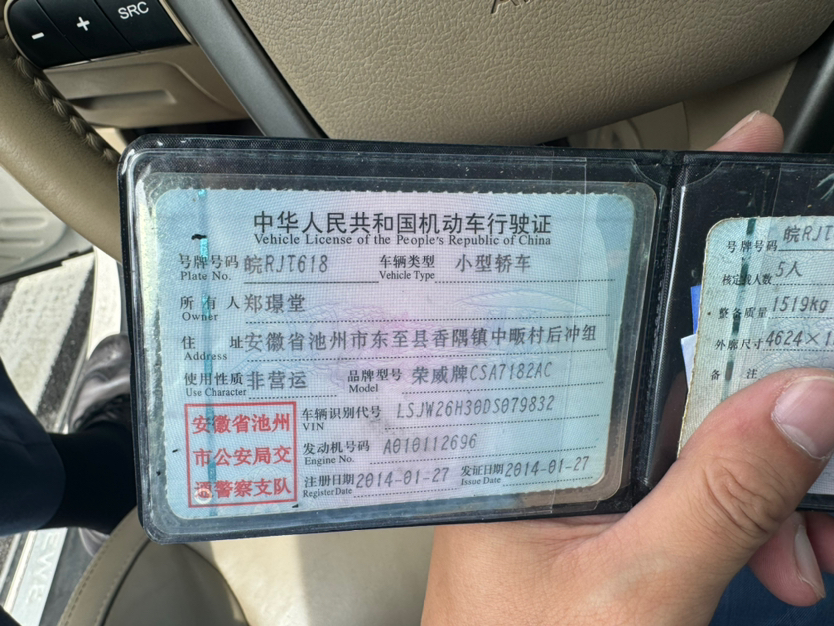 SRC
中华人民共和国机动车行驶证
Vehicle License of the People's Republic of China
号牌号码 皖RJT618 车辆类型 小型轿车
Plate No. Vehicle Type
所有人 郑璟堂
Owner
住址 安徽省池州市东至县香隅镇中畈村后冲组
Address
使用性质 非营运 品牌型号 荣威牌CSA7182AC
Use Character Model
安徽省池州
市公安局交
通警察支队
车辆识别代号 LSJW26H30DS079832
VIN
发动机号码 A010112696
Engine No.
注册日期 2014-01-27 发证日期 2014-01-27
Register Date Issue Date
号牌号码 皖RJT
核定载人数 5人
整备质量 1519kg
外廓尺寸 4624×1
备注